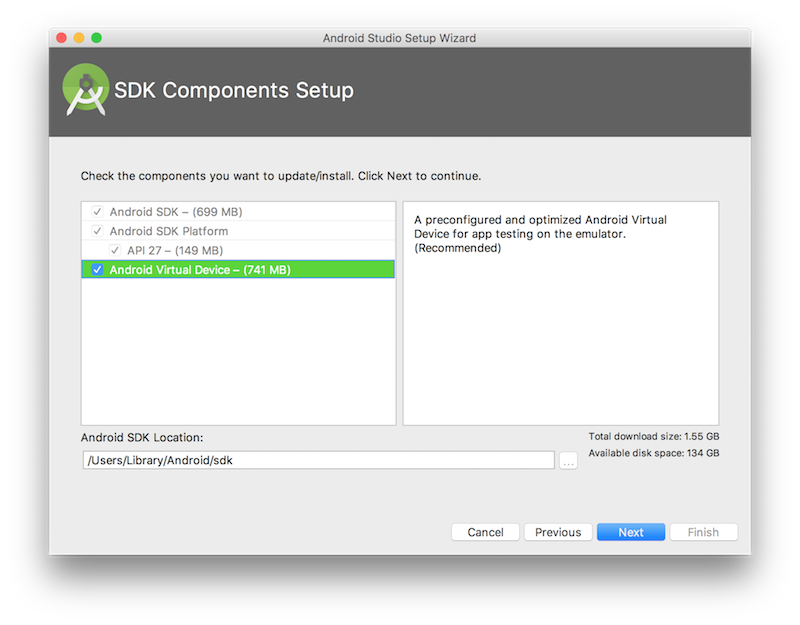 Android Studio Setup Wizard
SDK Components Setup
Check the components you want to update/install. Click Next to continue.
Android SDK – (699 MB)
Android SDK Platform
API 27 – (149 MB)
Android Virtual Device – (741 MB)
A preconfigured and optimized Android Virtual
Device for app testing on the emulator.
(Recommended)
Android SDK Location:
/Users/Library/Android/sdk
...
Total download size: 1.55 GB
Available disk space: 134 GB
Cancel
Previous
Next
Finish